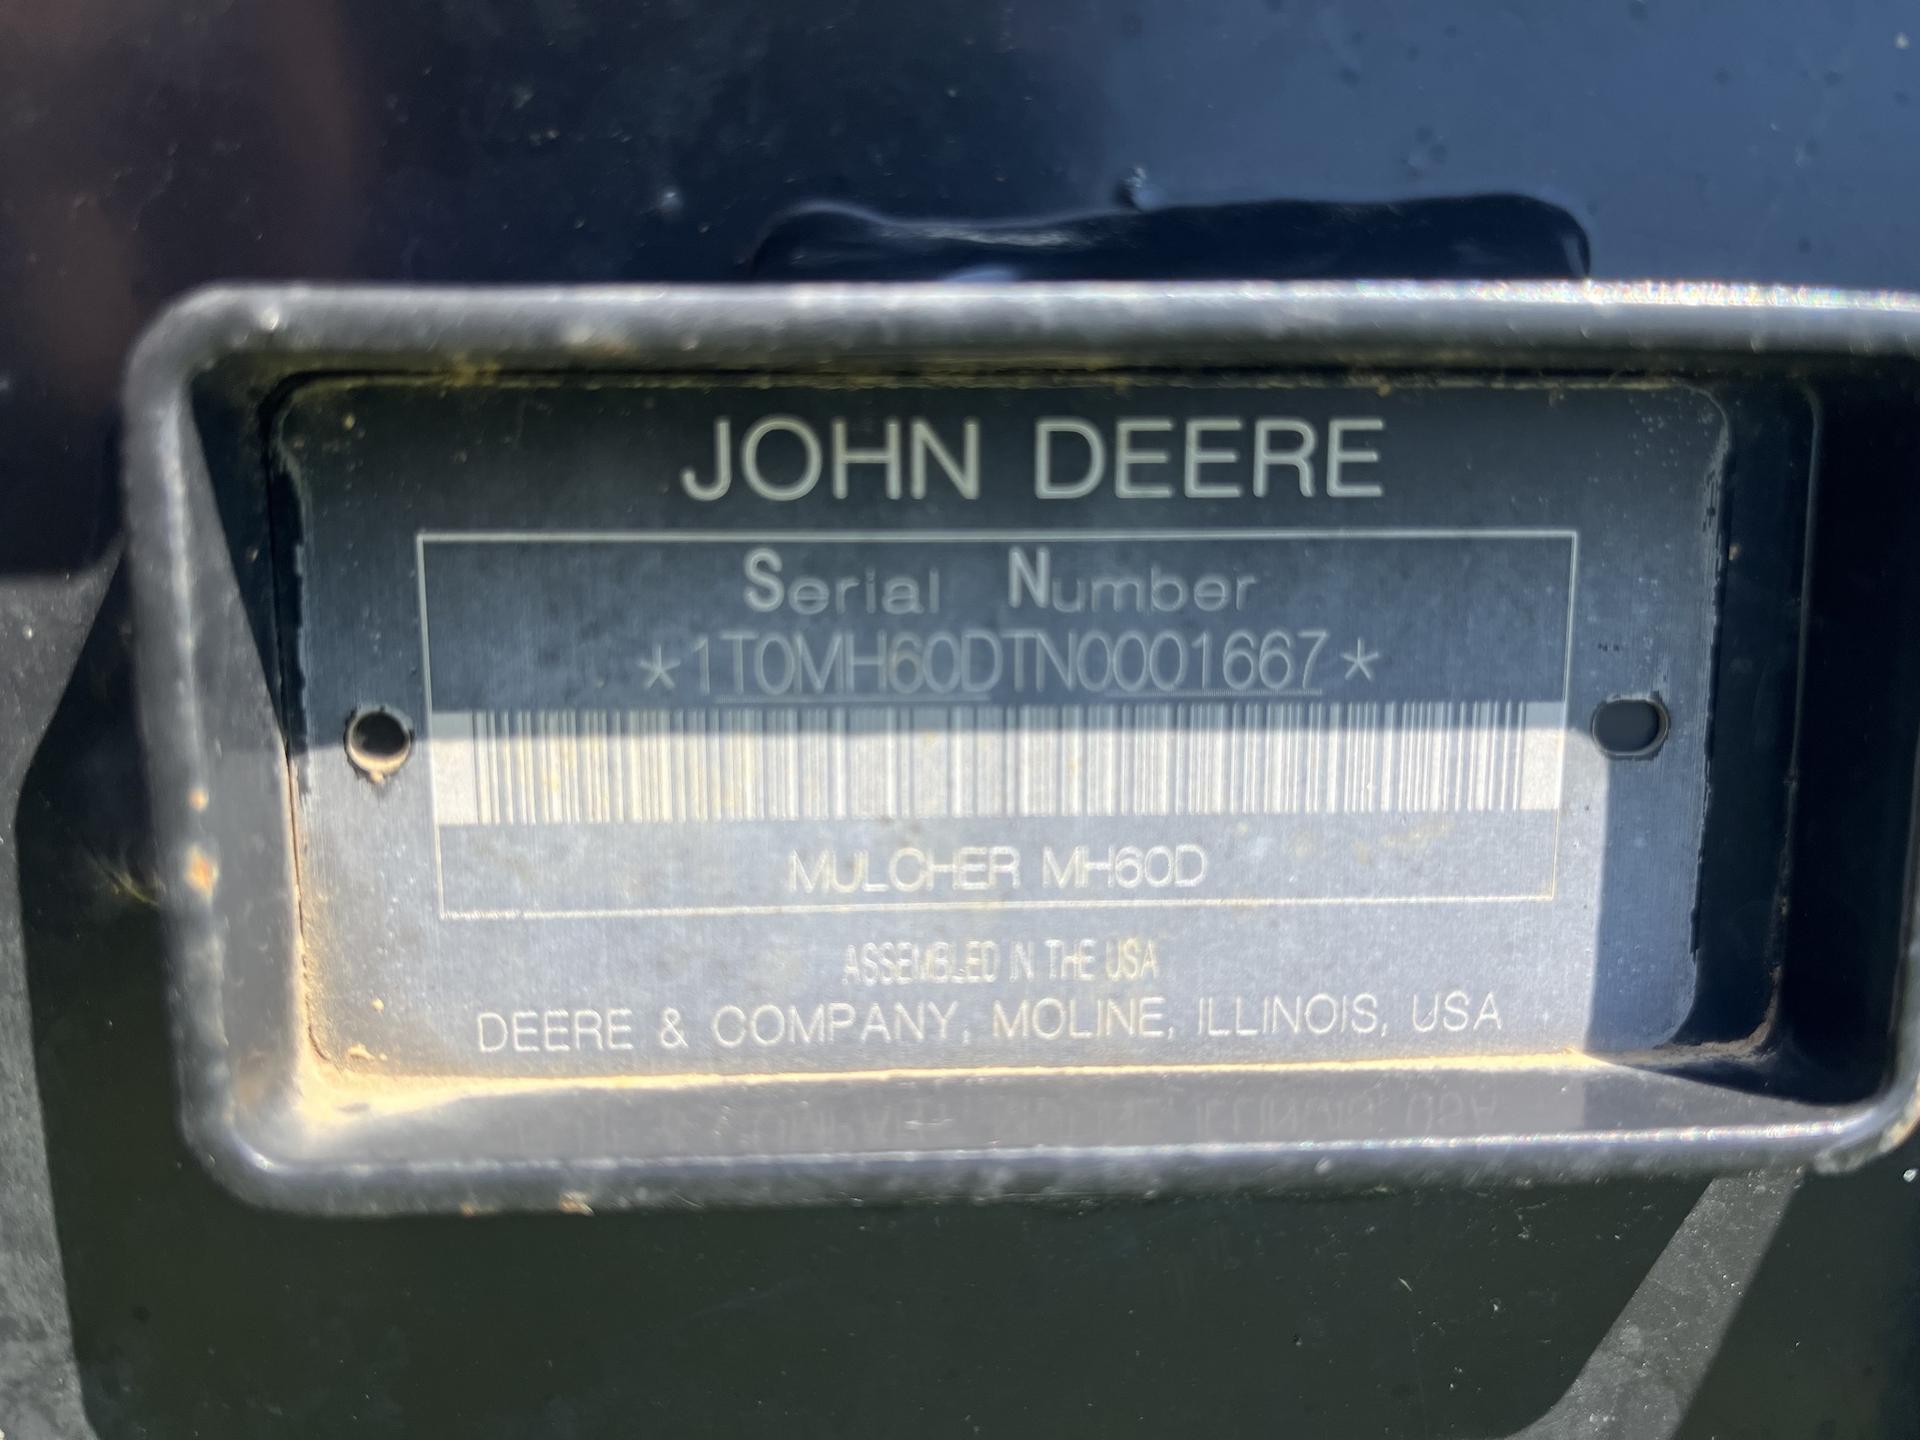 JOHN DEERE
Serial Number
*1T0MH60DTN0001667*
MULCHER MH60D
ASSEMBLED IN THE USA
DEERE & COMPANY, MOLINE, ILLINOIS, USA